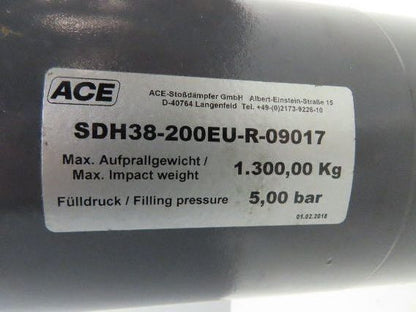 ACE
ACE-Stoßdämpfer GmbH Albert-Einstein-Straße 15
D-40764 Langenfeld Tel. +49-(0)2173-9226-10
SDH38-200EU-R-09017
Max. Aufprallgewicht / 1.300,00 Kg
Max. Impact weight
Fülldruck / Filling pressure 5,00 bar
01.02.2018